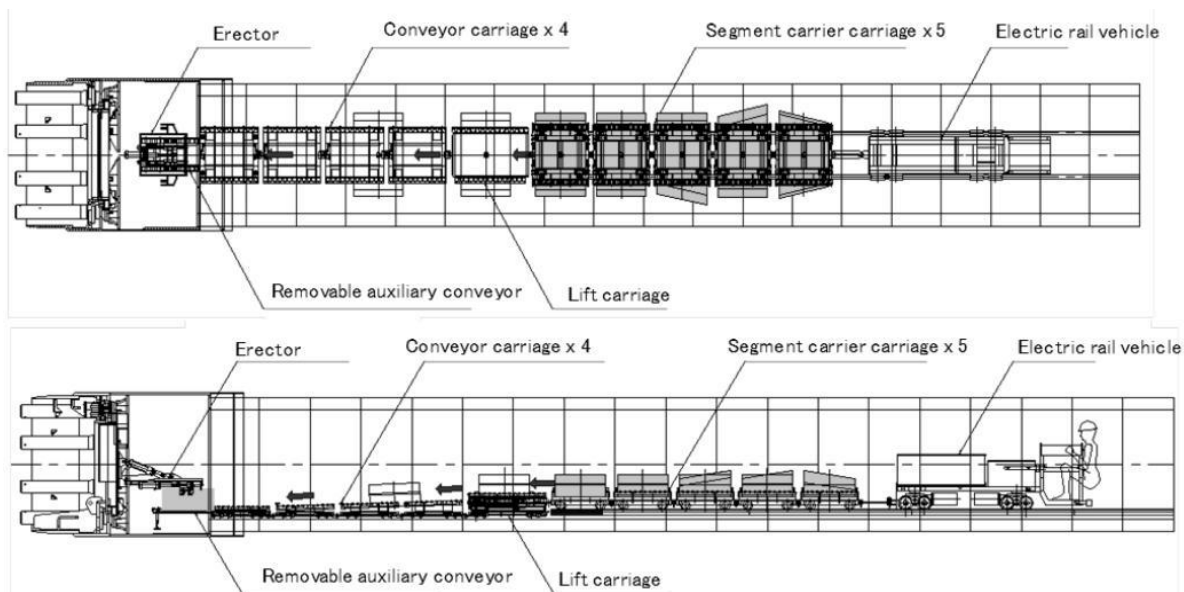 Erector
Conveyor carriage x 4
Segment carrier carriage x 5
Electric rail vehicle
Removable auxiliary conveyor
Lift carriage
Erector
Conveyor carriage x 4
Segment carrier carriage x 5
Electric rail vehicle
Removable auxiliary conveyor
Lift carriage